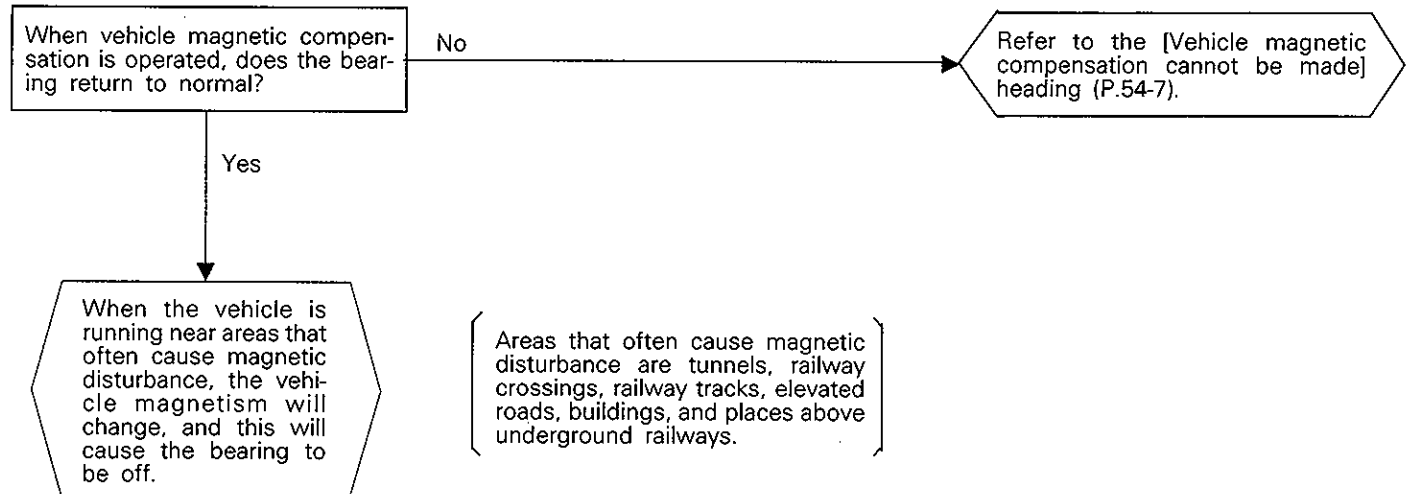 When vehicle magnetic compen-
sation is operated, does the bear-
ing return to normal?
No
Refer to the [Vehicle magnetic
compensation cannot be made]
heading (P.54-7).
Yes
When the vehicle is
running near areas that
often cause magnetic
disturbance, the vehi-
cle magnetism will
change, and this will
cause the bearing to
be off.
Areas that often cause magnetic
disturbance are tunnels, railway
crossings, railway tracks, elevated
roads, buildings, and places above
underground railways.